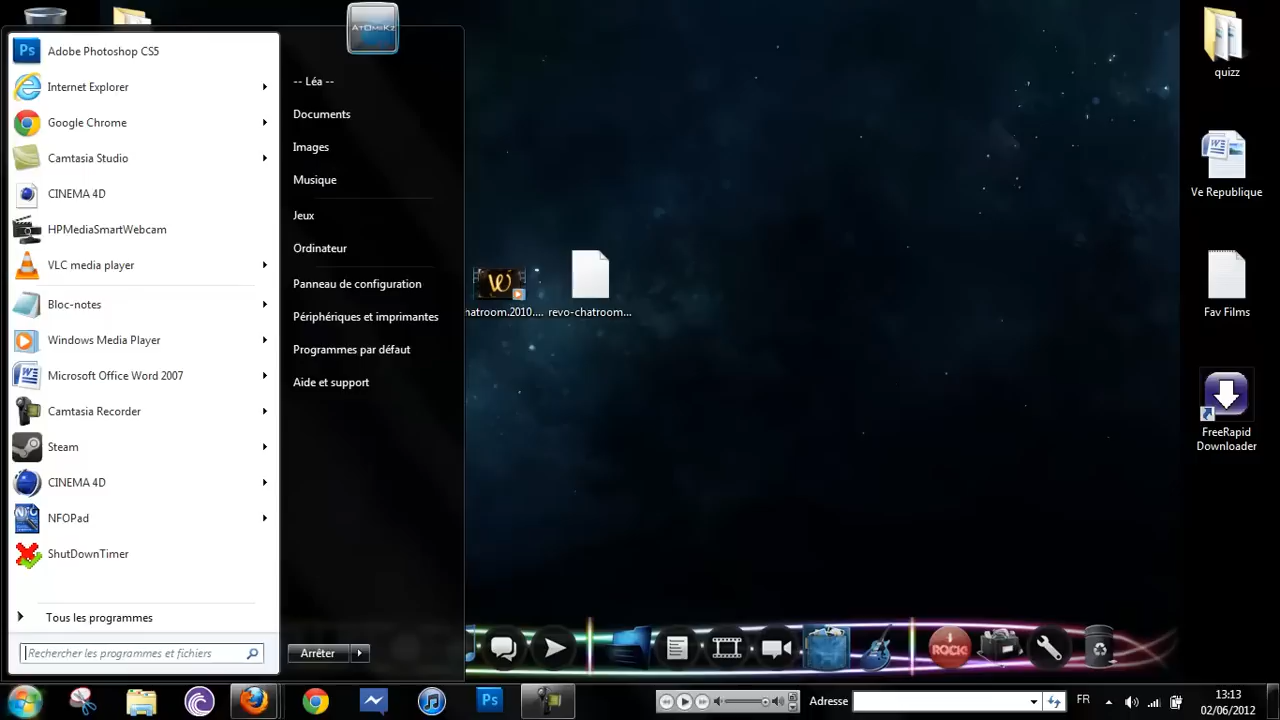 Adobe Photoshop CS5
Internet Explorer
Google Chrome
Camtasia Studio
CINEMA 4D
HPMediaSmartWebcam
VLC media player
Bloc-notes
Windows Media Player
Microsoft Office Word 2007
Camtasia Recorder
Steam
CINEMA 4D
NFOPad
ShutDownTimer
Tous les programmes
Rechercher les programmes et fichiers
AtOmiiKz
-- Léa --
Documents
Images
Musique
Jeux
Ordinateur
Panneau de configuration
Périphériques et imprimantes
Programmes par défaut
Aide et support
Arrêter
hatroom.2010....
revo-chatroom...
quizz
Ve Republique
Fav Films
FreeRapid
Downloader
ROCK
Adresse
FR
13:13
02/06/2012